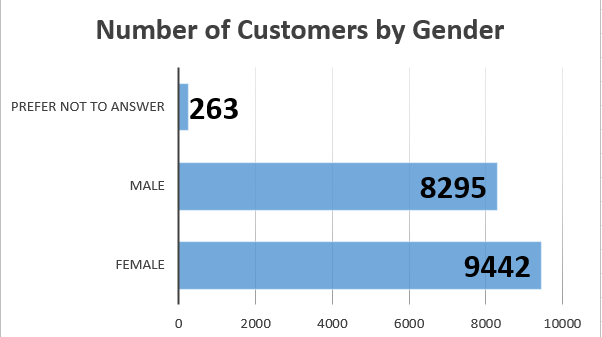 Number of Customers by Gender
PREFER NOT TO ANSWER 263
MALE 8295
FEMALE 9442
0 2000 4000 6000 8000 10000